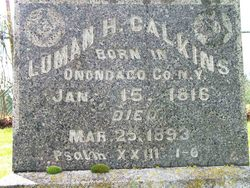 LUMAN H. CALKINS
BORN IN
ONONDAGO CO. N.Y.
JAN. 15, 1816
DIED
MAR 25, 1893
Psalm XXIII 1-6